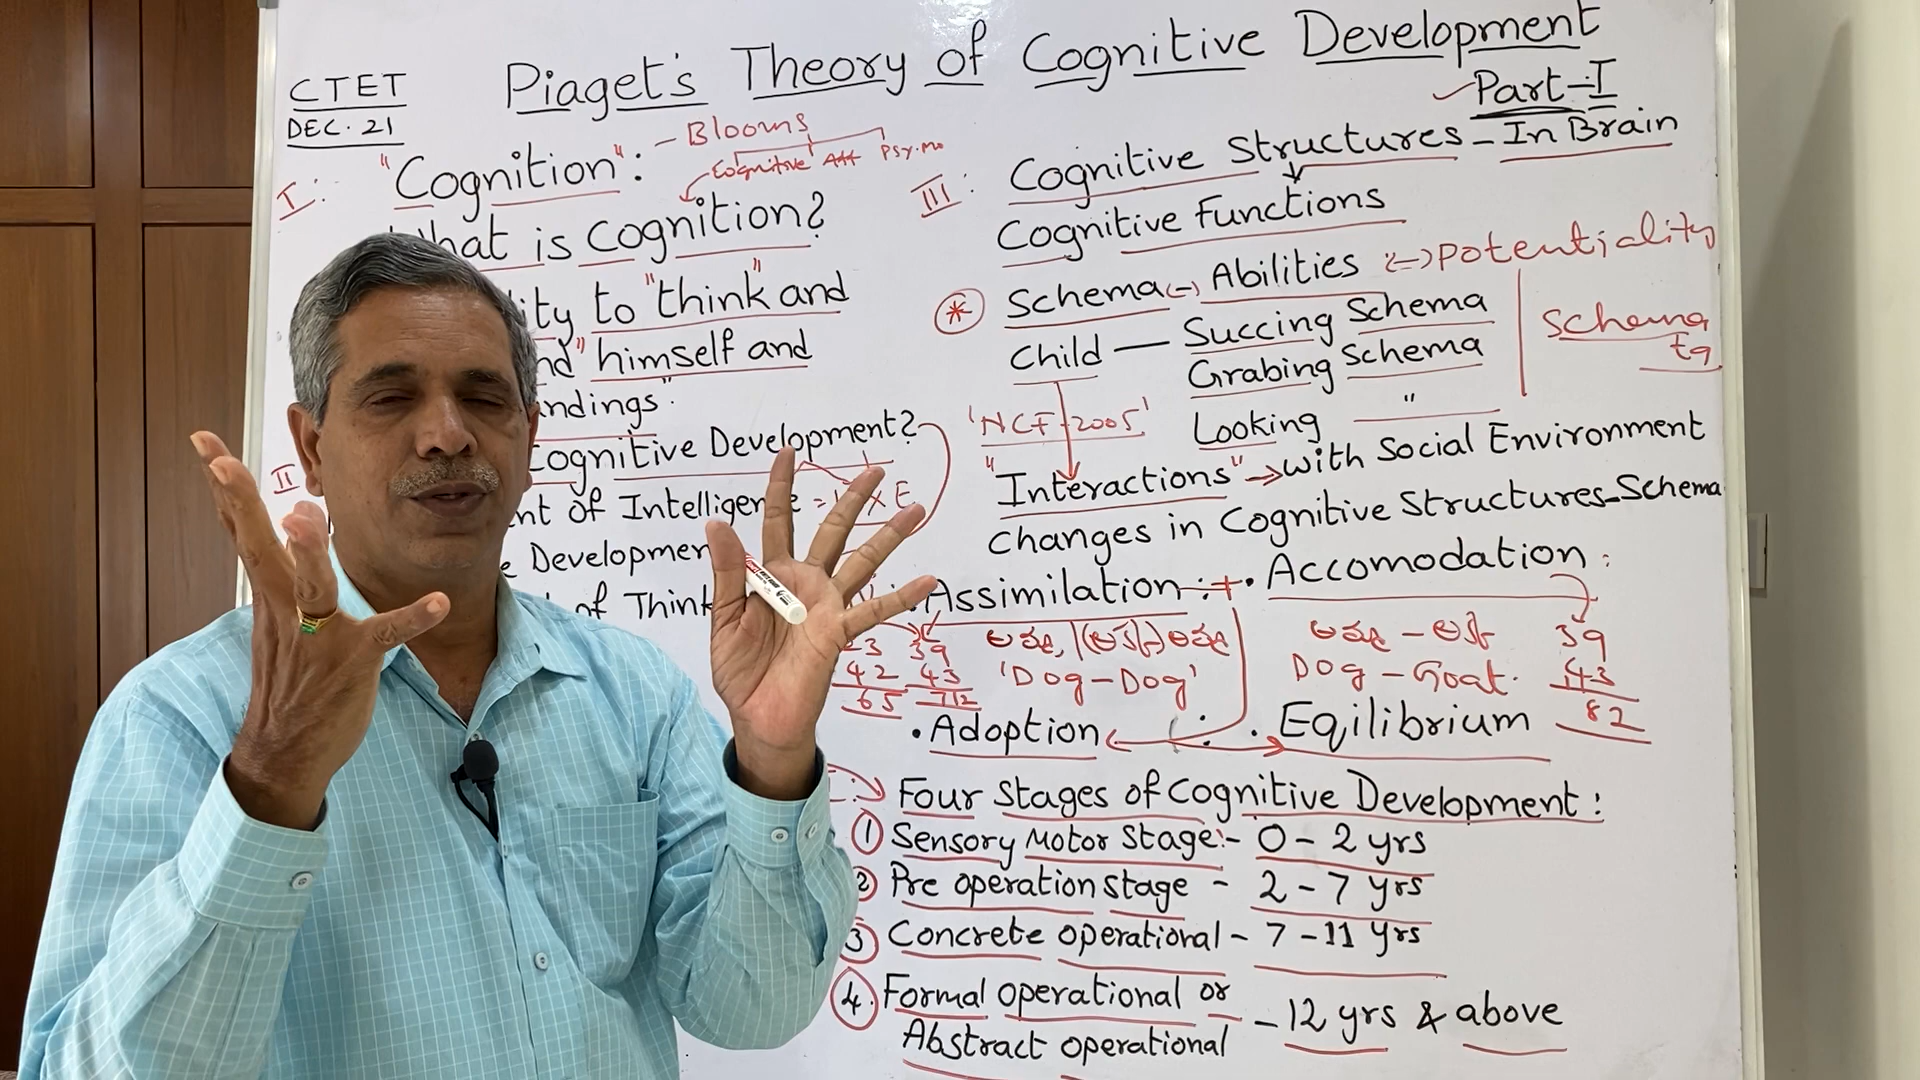 Piaget's Theory of Cognitive Development
Part-I
CTET
DEC. 21
I:
"Cognition": - Blooms
Cognitive Aff Psy.Mo
What is Cognition?
ity to "think" and
nd" himself and
ndings".
II
Cognitive Development?
nt of Intelligence =
X E
e Development
of Think
23 39
42 43
65 712
III:
Cognitive Structures - In Brain
Cognitive Functions
Schema (-) Abilities (-) Potentiality
Child — Succing Schema
Grabing Schema
Looking "
Schema
'NCF-2005'
"Interactions" → with Social Environment
changes in Cognitive Structures-Schema
• Assimilation: + • Accomodation:
'Dog-Dog'
Dog - Goat.
39
43
82
• Adoption • Eqilibrium
Four Stages of Cognitive Development:
① Sensory Motor Stage:- 0-2 yrs
② Pre operation stage - 2-7 yrs
③ Concrete operational - 7-11 yrs
④. Formal operational or
Abstract operational - 12 yrs & above